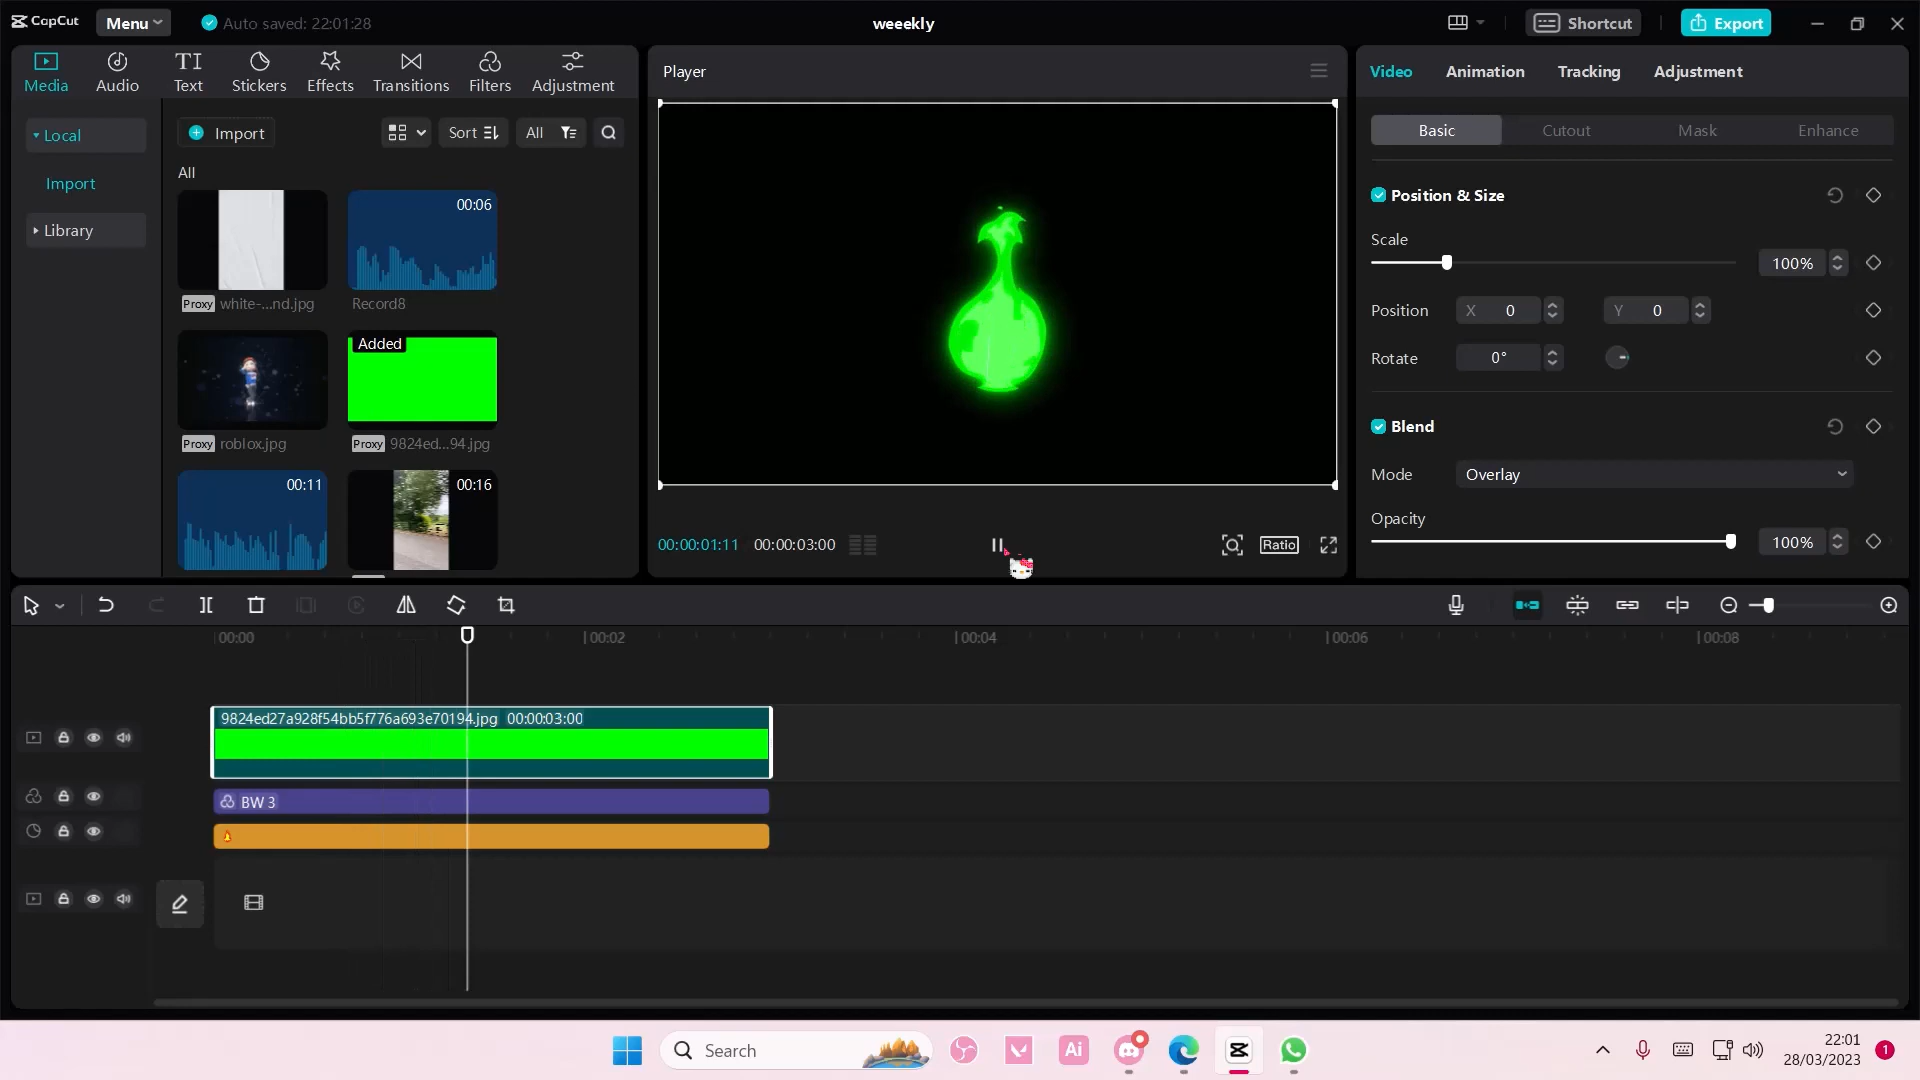 CapCut
Menu
Auto saved: 22:01:28
weeekly
Shortcut
Export
Media
Audio
Text
Stickers
Effects
Transitions
Filters
Adjustment
Local
Import
Library
Import
Sort
All
All
00:06
Proxy white-...nd.jpg
Record8
Added
Proxy roblox.jpg
Proxy 9824ed...94.jpg
00:11
00:16
Player
00:00:01:11
00:00:03:00
Ratio
Video
Animation
Tracking
Adjustment
Basic
Cutout
Mask
Enhance
Position & Size
Scale
100%
Position
X 0
Y 0
Rotate
0°
Blend
Mode
Overlay
Opacity
100%
00:00
00:02
00:04
00:06
00:08
9824ed27a928f54bb5f776a693e70194.jpg 00:00:03:00
BW 3
Search
Ai
22:01
28/03/2023
1